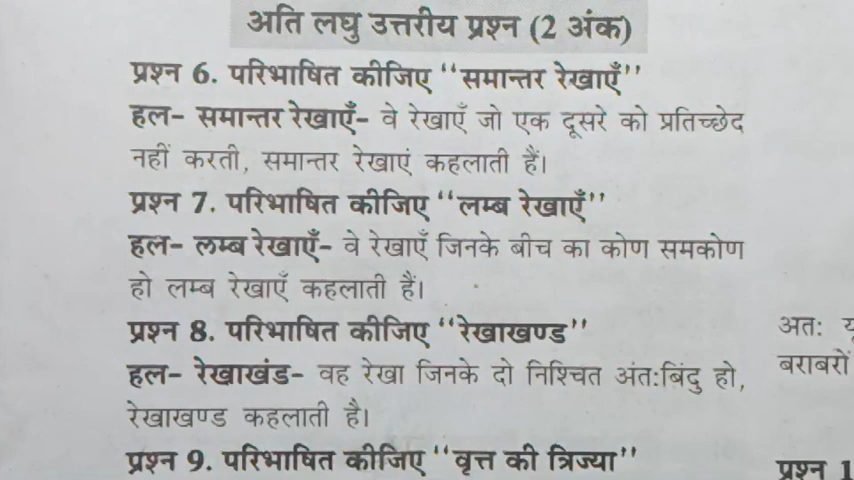 अति लघु उत्तरीय प्रश्न (2 अंक)
प्रश्न 6. परिभाषित कीजिए "समान्तर रेखाएँ"
हल- समान्तर रेखाएँ- वे रेखाएँ जो एक दूसरे को प्रतिच्छेद
नहीं करती, समान्तर रेखाएं कहलाती हैं।
प्रश्न 7. परिभाषित कीजिए "लम्ब रेखाएँ"
हल- लम्ब रेखाएँ- वे रेखाएँ जिनके बीच का कोण समकोण
हो लम्ब रेखाएँ कहलाती हैं।
प्रश्न 8. परिभाषित कीजिए "रेखाखण्ड"
हल- रेखाखंड- वह रेखा जिनके दो निश्चित अंत:बिंदु हो,
रेखाखण्ड कहलाती है।
प्रश्न 9. परिभाषित कीजिए "वृत्त की त्रिज्या"
अत:
बराबरों
प्रश्न 1